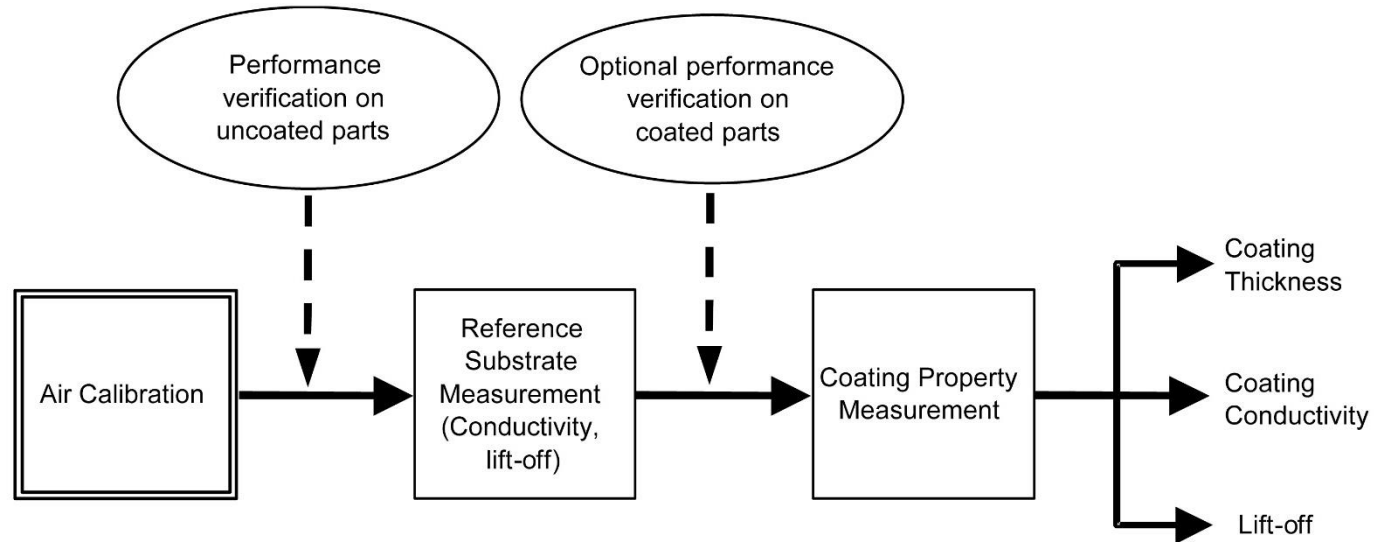 Performance
verification on
uncoated parts
Optional performance
verification on
coated parts
Air Calibration
Reference
Substrate
Measurement
(Conductivity,
lift-off)
Coating Property
Measurement
Coating
Thickness
Coating
Conductivity
Lift-off